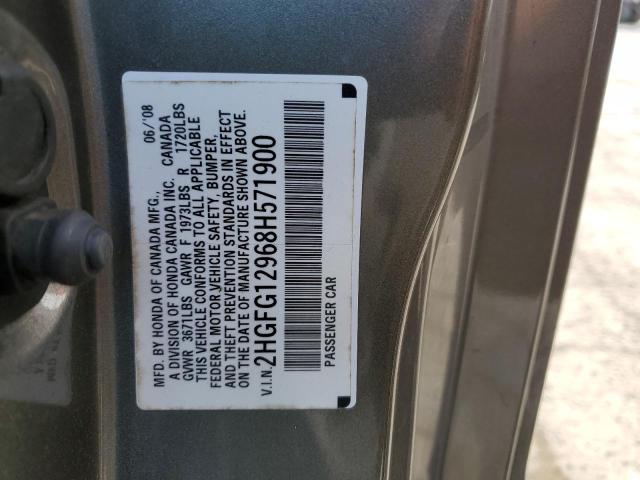 MFD. BY HONDA OF CANADA MFG., 06/'08
A DIVISION OF HONDA CANADA INC. CANADA
GVWR 3671LBS GAWR F 1973LBS R 1720LBS
THIS VEHICLE CONFORMS TO ALL APPLICABLE
FEDERAL MOTOR VEHICLE SAFETY, BUMPER,
AND THEFT PREVENTION STANDARDS IN EFFECT
ON THE DATE OF MANUFACTURE SHOWN ABOVE.
V.I.N. 2HGFG12968H571900
PASSENGER CAR